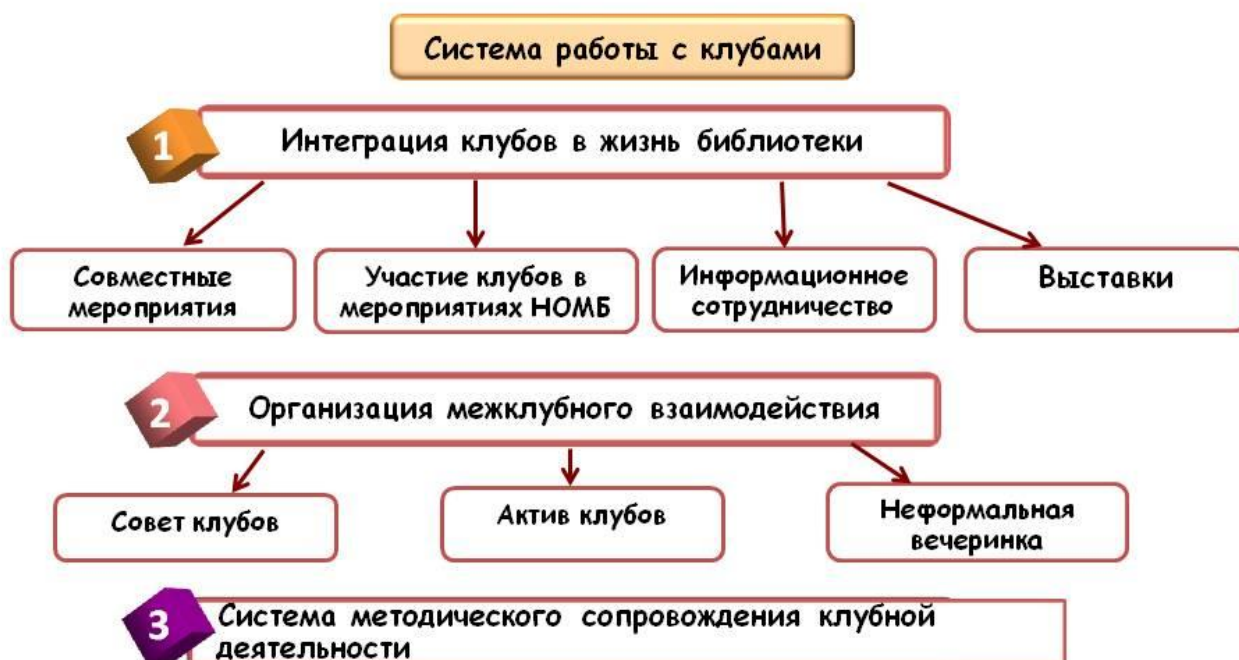 Система работы с клубами
1
Интеграция клубов в жизнь библиотеки
Совместные
мероприятия
Участие клубов в
мероприятиях НОМБ
Информационное
сотрудничество
Выставки
2
Организация межклубного взаимодействия
Совет клубов
Актив клубов
Неформальная
вечеринка
3
Система методического сопровождения клубной
деятельности